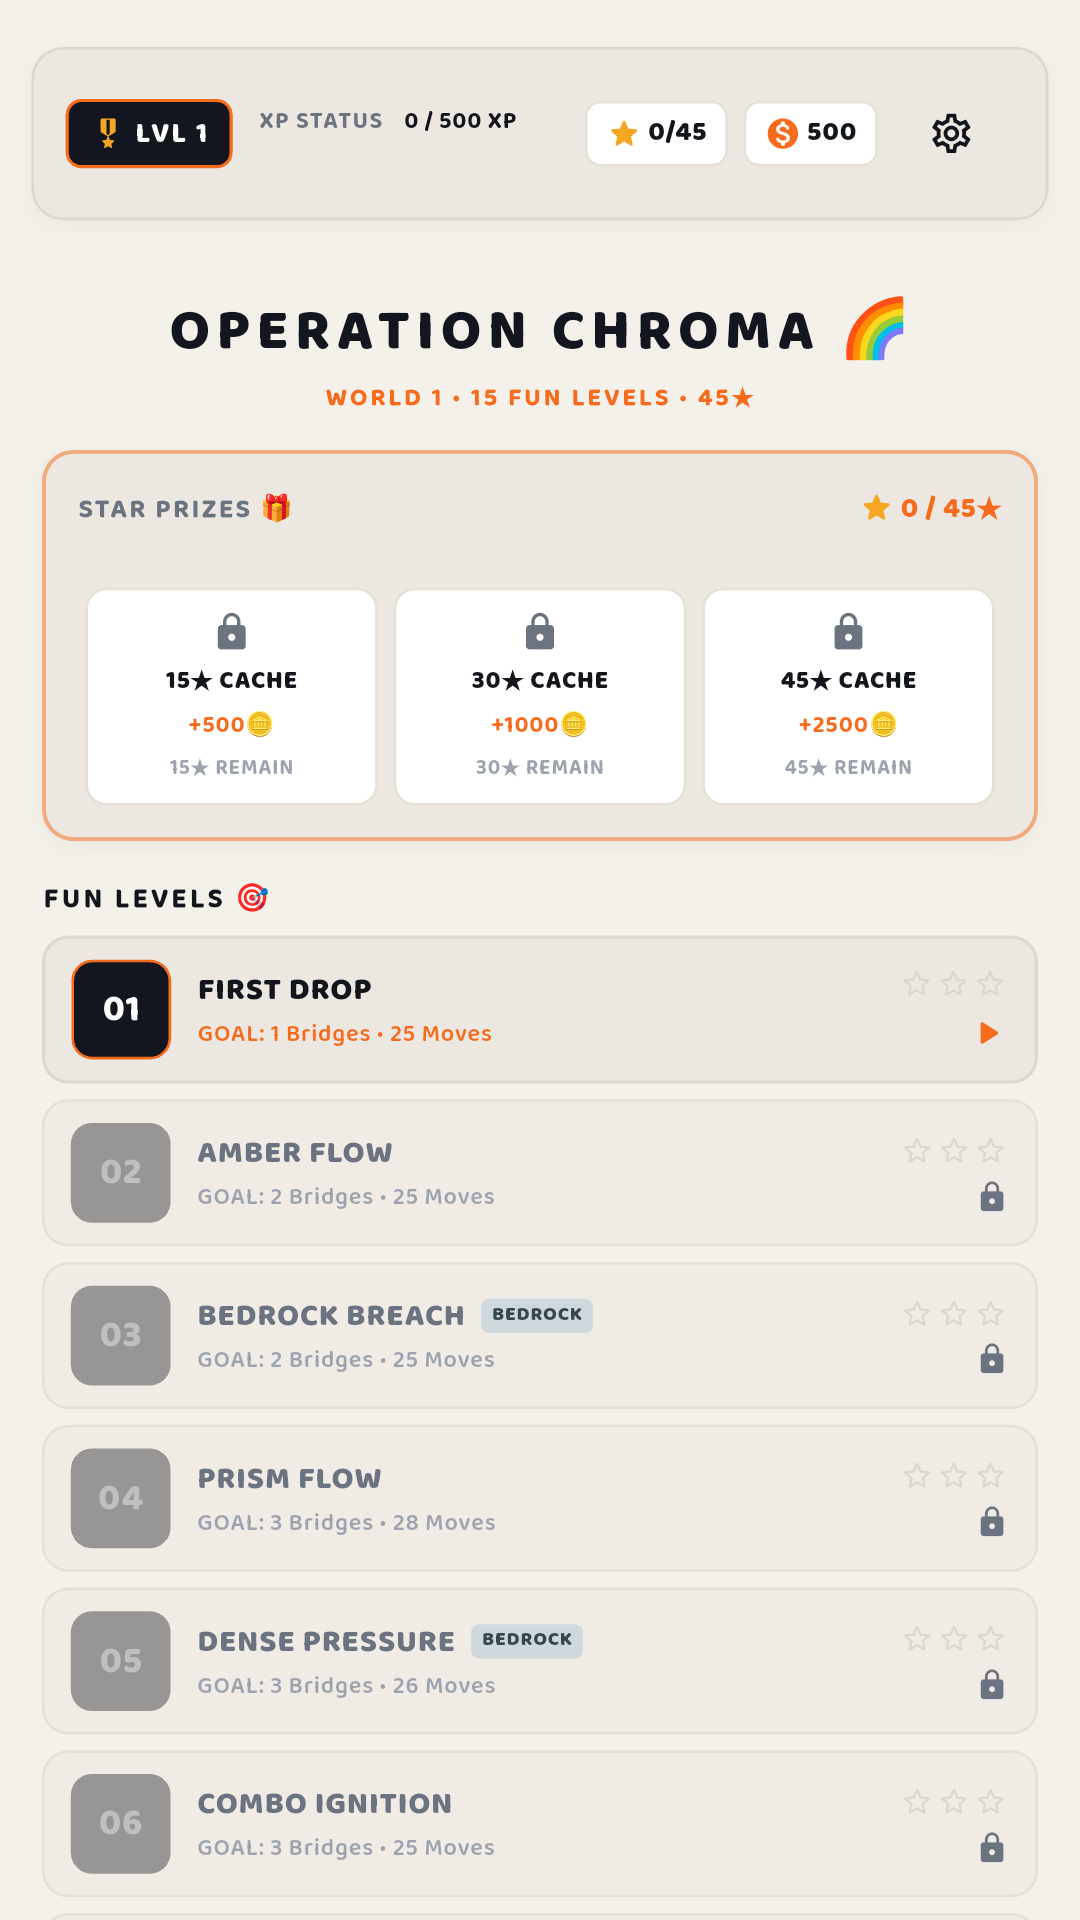 LVL 1
XP STATUS 0 / 500 XP
0/45
500
OPERATION CHROMA 🌈
WORLD 1 • 15 FUN LEVELS • 45★
STAR PRIZES 🎁
0 / 45★
15★ CACHE
+500🪙
15★ REMAIN
30★ CACHE
+1000🪙
30★ REMAIN
45★ CACHE
+2500🪙
45★ REMAIN
FUN LEVELS 🎯
01
FIRST DROP
GOAL: 1 Bridges • 25 Moves
02
AMBER FLOW
GOAL: 2 Bridges • 25 Moves
03
BEDROCK BREACH BEDROCK
GOAL: 2 Bridges • 25 Moves
04
PRISM FLOW
GOAL: 3 Bridges • 28 Moves
05
DENSE PRESSURE BEDROCK
GOAL: 3 Bridges • 26 Moves
06
COMBO IGNITION
GOAL: 3 Bridges • 25 Moves